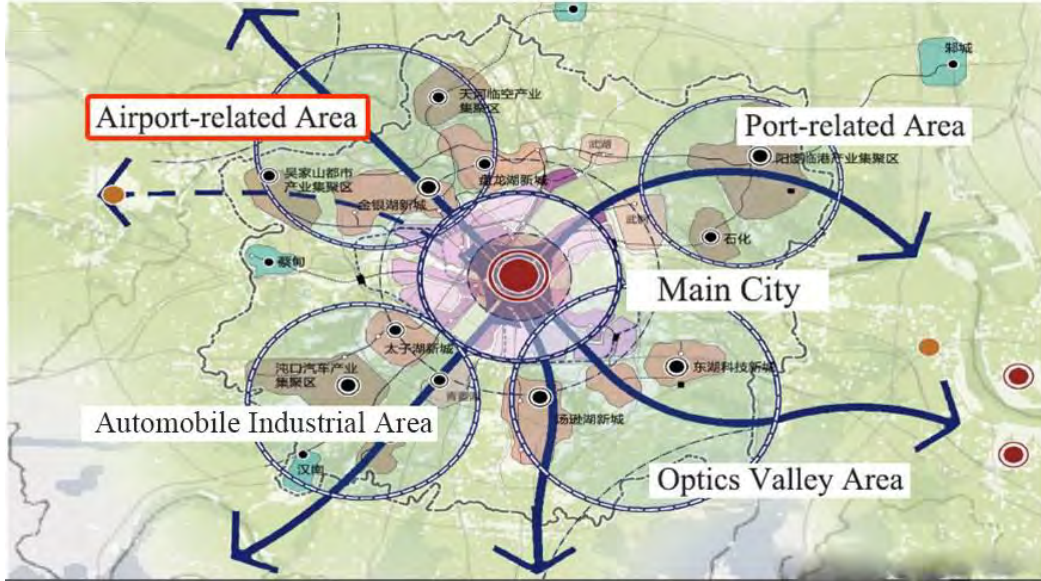 邾城
天河临空产业
集聚区
Airport-related Area
Port-related Area
武湖
阳逻临港产业集聚区
吴家山都市
产业集聚区
盘龙湖新城
金银湖新城
石化
蔡甸
Main City
太子湖新城
沌口汽车产业
集聚区
东湖科技新城
汤逊湖新城
Automobile Industrial Area
汉南
Optics Valley Area